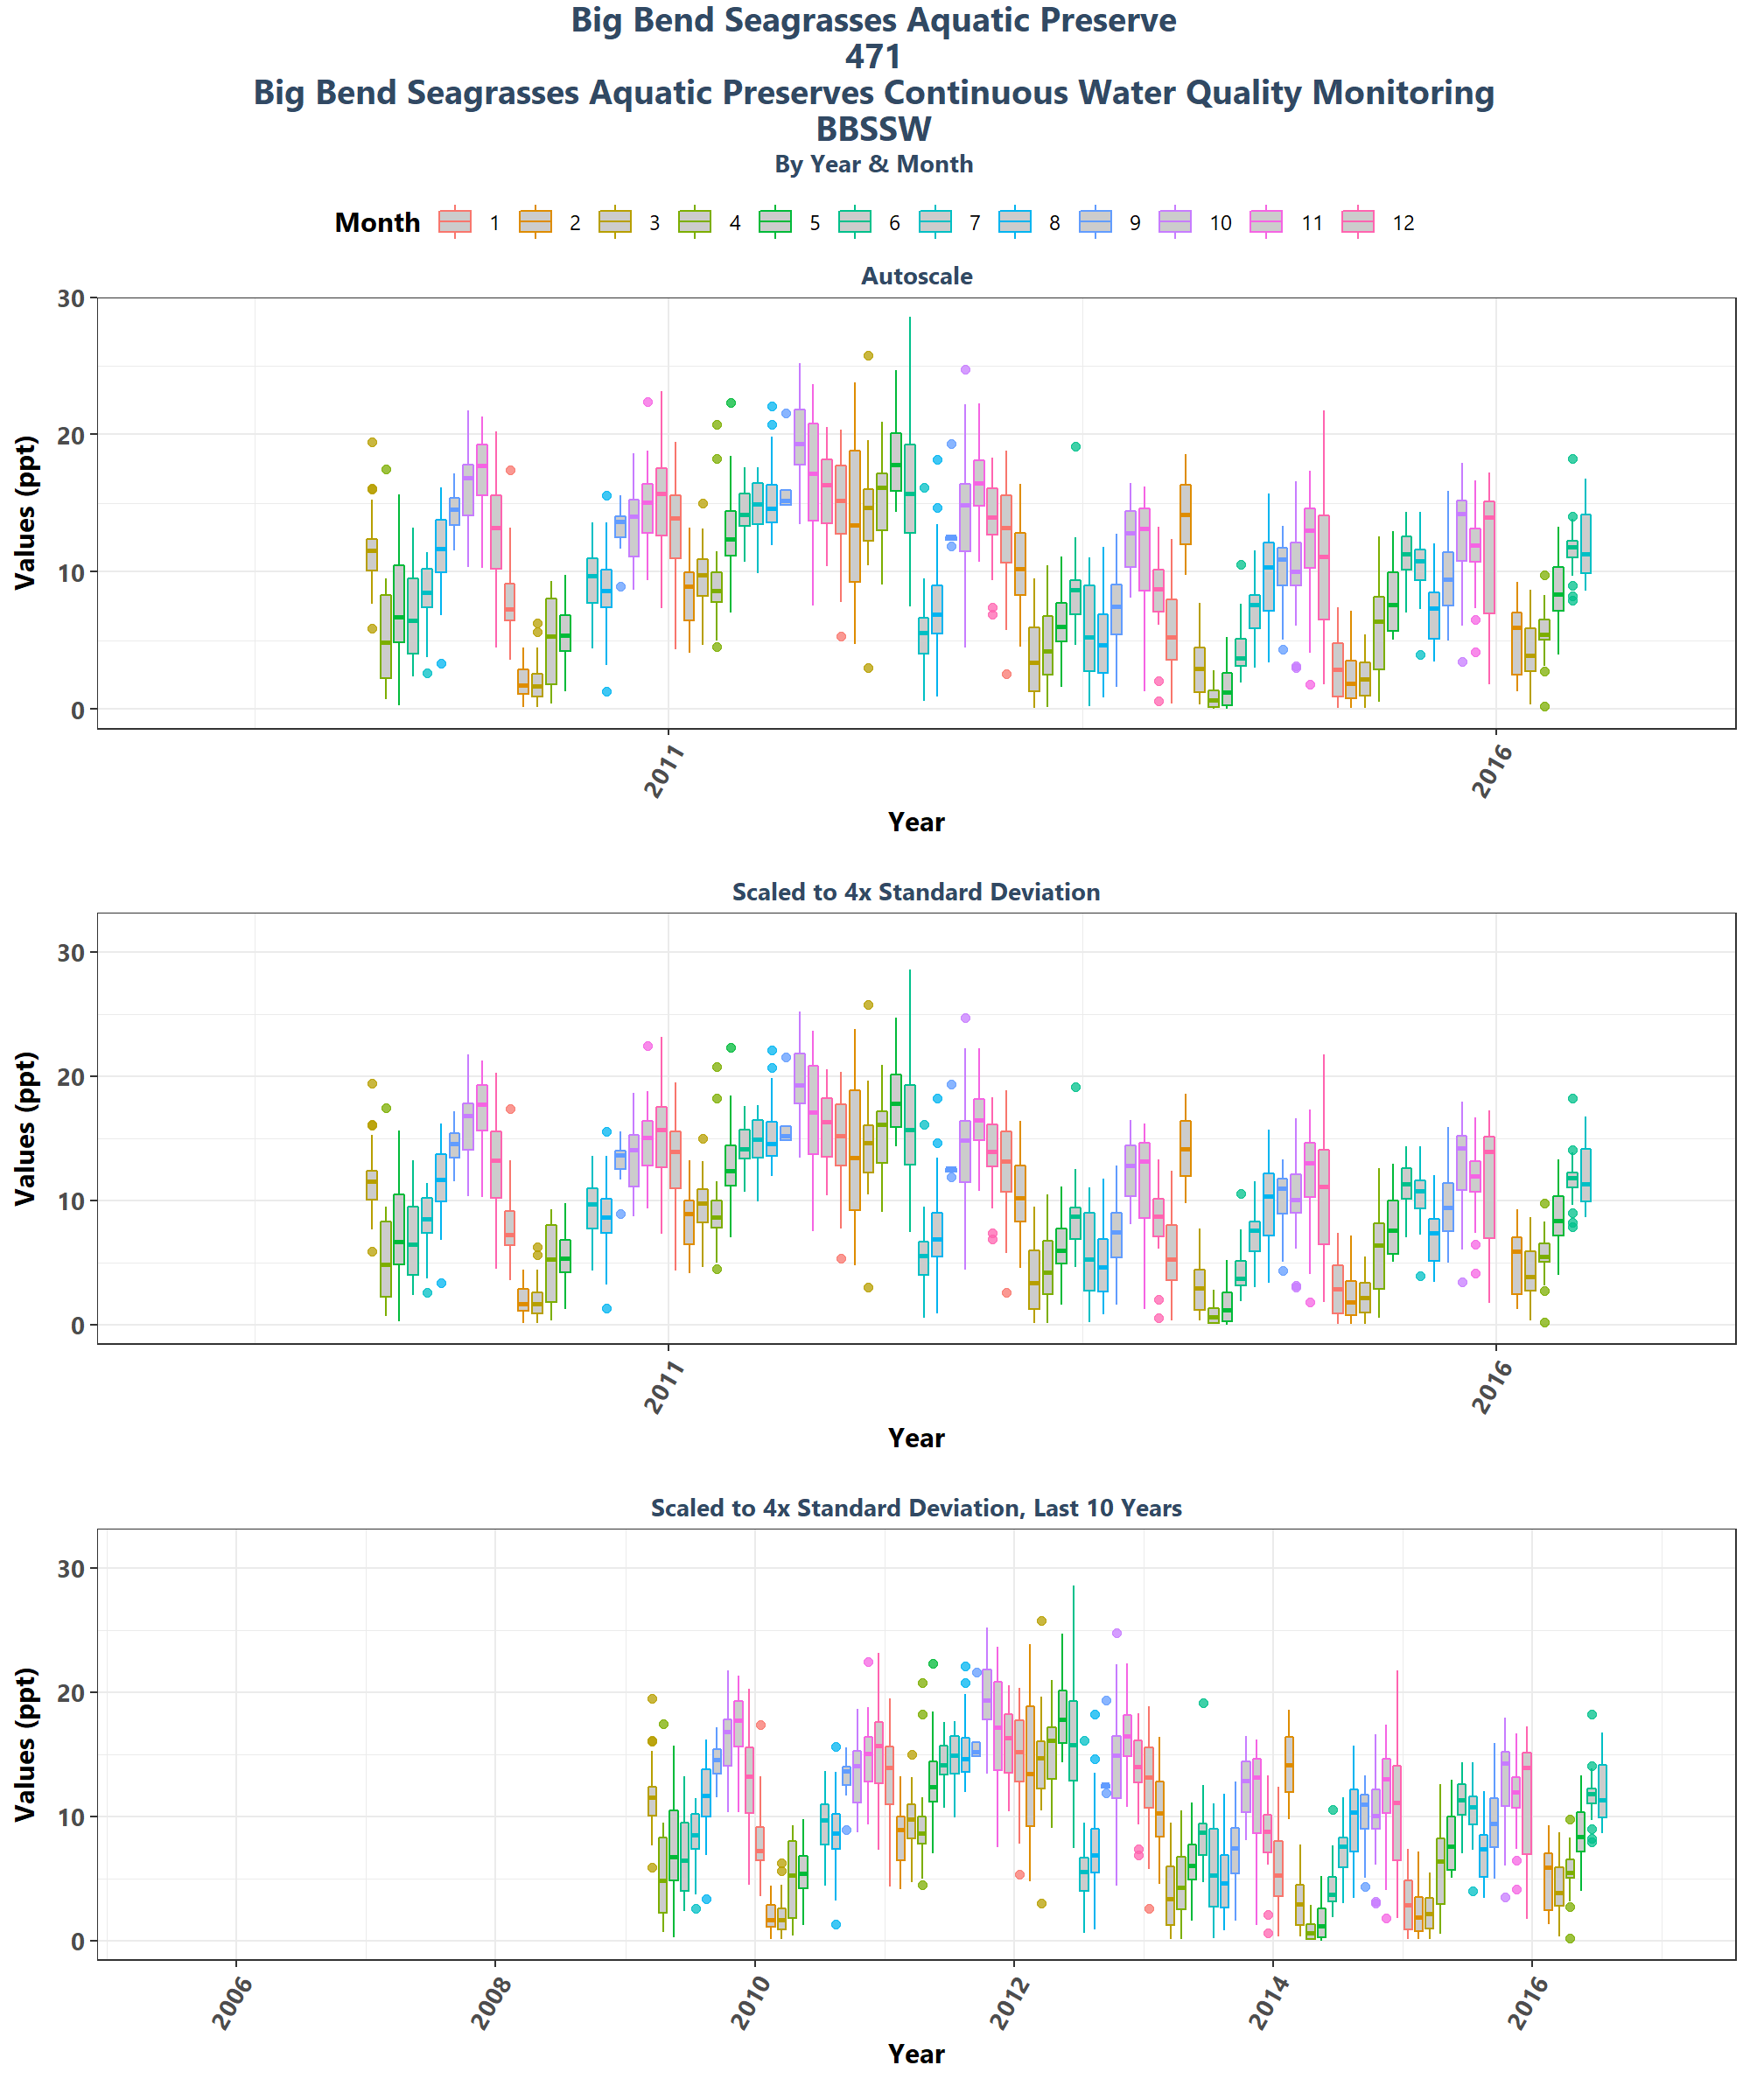 Big Bend Seagrasses Aquatic Preserve
471
Big Bend Seagrasses Aquatic Preserves Continuous Water Quality Monitoring
BBSSW
By Year & Month
Month 1 2 3 4 5 6 7 8 9 10 11 12
Autoscale
Values (ppt)
30
20
10
0
2011 2016
Year
Scaled to 4x Standard Deviation
Values (ppt)
30
20
10
0
2011 2016
Year
Scaled to 4x Standard Deviation, Last 10 Years
Values (ppt)
30
20
10
0
2006 2008 2010 2012 2014 2016
Year